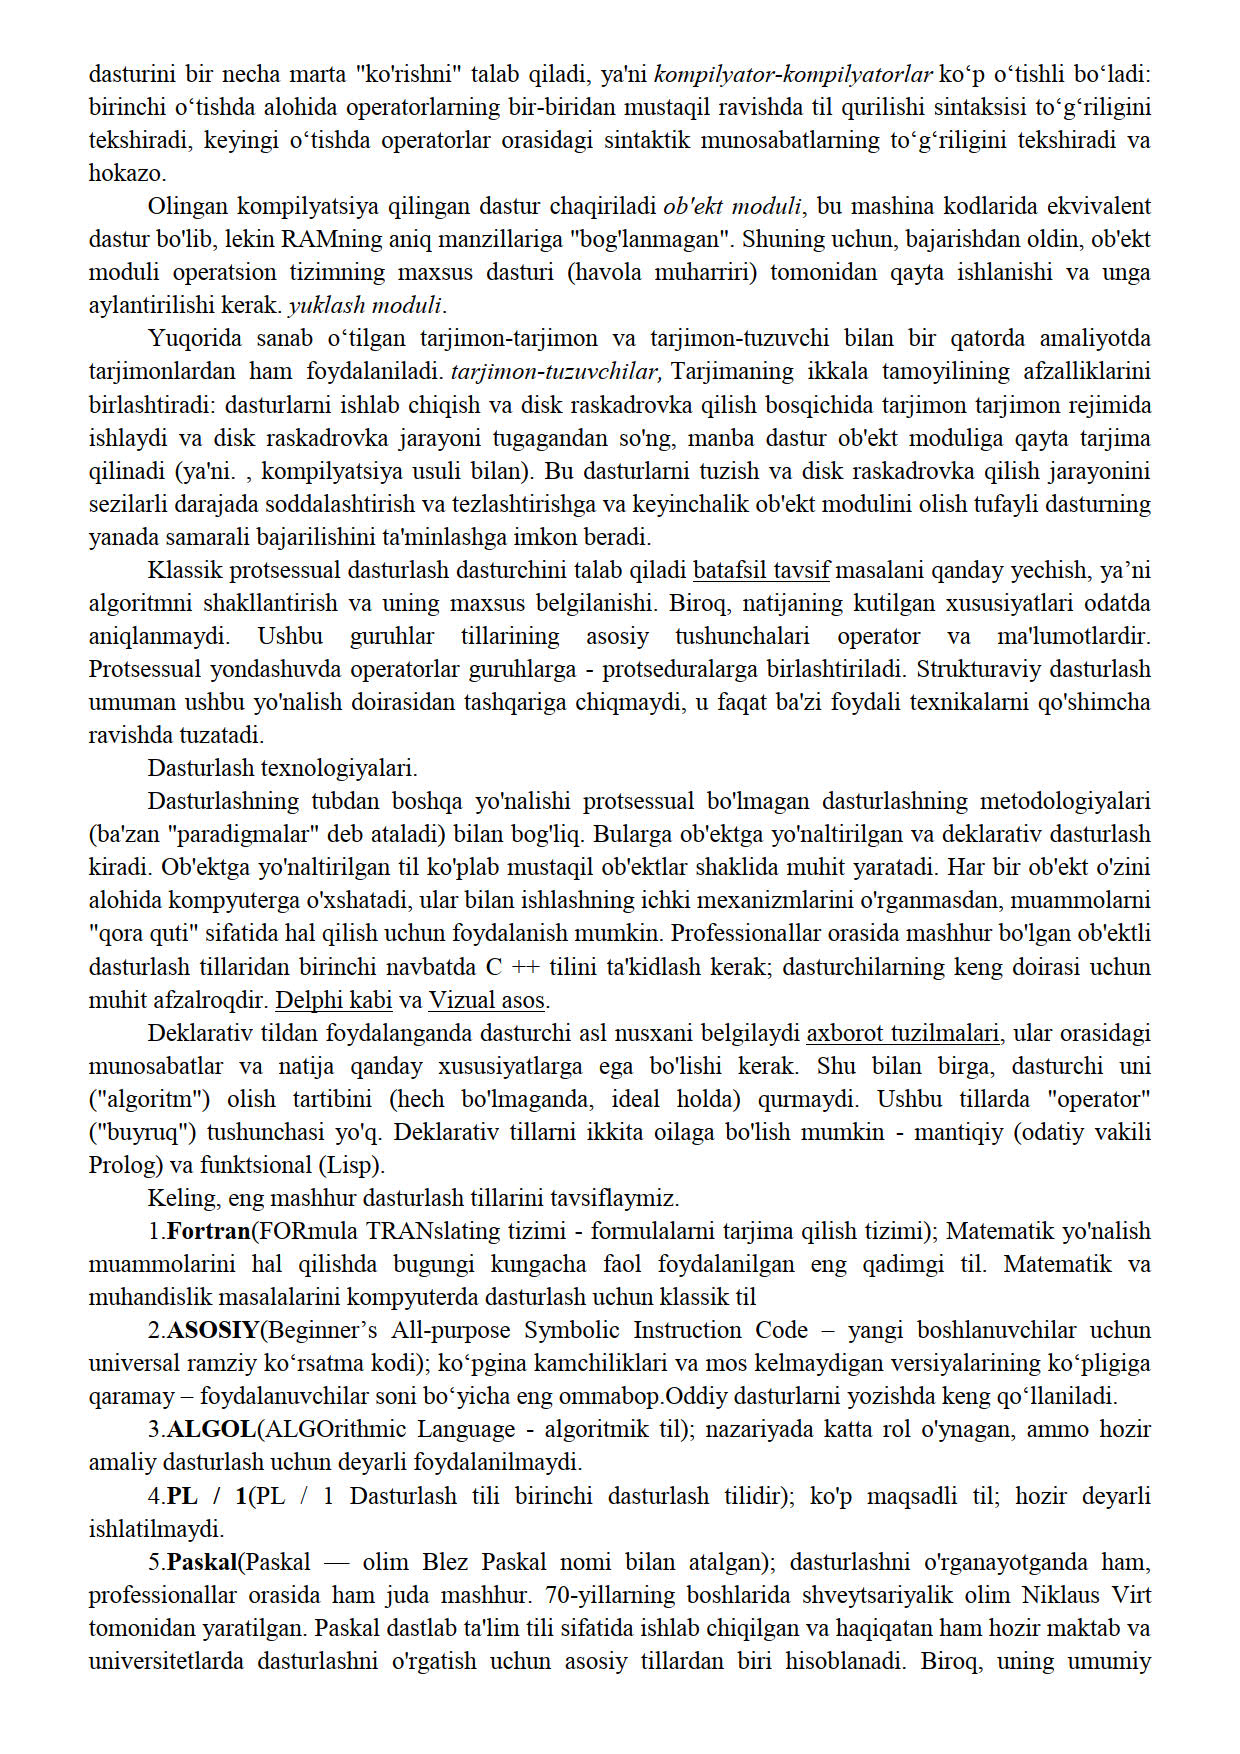 dasturini bir necha marta "ko'rishni" talab qiladi, ya'ni kompilyator-kompilyatorlar ko‘p o‘tishli bo‘ladi:
birinchi o‘tishda alohida operatorlarning bir-biridan mustaqil ravishda til qurilishi sintaksisi to‘g‘riligini
tekshiradi, keyingi o‘tishda operatorlar orasidagi sintaktik munosabatlarning to‘g‘riligini tekshiradi va
hokazo.
Olingan kompilyatsiya qilingan dastur chaqiriladi ob'ekt moduli, bu mashina kodlarida ekvivalent
dastur bo'lib, lekin RAMning aniq manzillariga "bog'lanmagan". Shuning uchun, bajarishdan oldin, ob'ekt
moduli operatsion tizimning maxsus dasturi (havola muharriri) tomonidan qayta ishlanishi va unga
aylantirilishi kerak. yuklash moduli.
Yuqorida sanab o‘tilgan tarjimon-tarjimon va tarjimon-tuzuvchi bilan bir qatorda amaliyotda
tarjimonlardan ham foydalaniladi. tarjimon-tuzuvchilar, Tarjimaning ikkala tamoyilining afzalliklarini
birlashtiradi: dasturlarni ishlab chiqish va disk raskadrovka qilish bosqichida tarjimon tarjimon rejimida
ishlaydi va disk raskadrovka jarayoni tugagandan so'ng, manba dastur ob'ekt moduliga qayta tarjima
qilinadi (ya'ni. , kompilyatsiya usuli bilan). Bu dasturlarni tuzish va disk raskadrovka qilish jarayonini
sezilarli darajada soddalashtirish va tezlashtirishga va keyinchalik ob'ekt modulini olish tufayli dasturning
yanada samarali bajarilishini ta'minlashga imkon beradi.
Klassik protsessual dasturlash dasturchini talab qiladi batafsil tavsif masalani qanday yechish, ya’ni
algoritmni shakllantirish va uning maxsus belgilanishi. Biroq, natijaning kutilgan xususiyatlari odatda
aniqlanmaydi. Ushbu guruhlar tillarining asosiy tushunchalari operator va ma'lumotlardir.
Protsessual yondashuvda operatorlar guruhlarga - protseduralarga birlashtiriladi. Strukturaviy dasturlash
umuman ushbu yo'nalish doirasidan tashqariga chiqmaydi, u faqat ba'zi foydali texnikalarni qo'shimcha
ravishda tuzatadi.
Dasturlash texnologiyalari.
Dasturlashning tubdan boshqa yo'nalishi protsessual bo'lmagan dasturlashning metodologiyalari
(ba'zan "paradigmalar" deb ataladi) bilan bog'liq. Bularga ob'ektga yo'naltirilgan va deklarativ dasturlash
kiradi. Ob'ektga yo'naltirilgan til ko'plab mustaqil ob'ektlar shaklida muhit yaratadi. Har bir ob'ekt o'zini
alohida kompyuterga o'xshatadi, ular bilan ishlashning ichki mexanizmlarini o'rganmasdan, muammolarni
"qora quti" sifatida hal qilish uchun foydalanish mumkin. Professionallar orasida mashhur bo'lgan ob'ektli
dasturlash tillaridan birinchi navbatda C ++ tilini ta'kidlash kerak; dasturchilarning keng doirasi uchun
muhit afzalroqdir. Delphi kabi va Vizual asos.
Deklarativ tildan foydalanganda dasturchi asl nusxani belgilaydi axborot tuzilmalari, ular orasidagi
munosabatlar va natija qanday xususiyatlarga ega bo'lishi kerak. Shu bilan birga, dasturchi uni
("algoritm") olish tartibini (hech bo'lmaganda, ideal holda) qurmaydi. Ushbu tillarda "operator"
("buyruq") tushunchasi yo'q. Deklarativ tillarni ikkita oilaga bo'lish mumkin - mantiqiy (odatiy vakili
Prolog) va funktsional (Lisp).
Keling, eng mashhur dasturlash tillarini tavsiflaymiz.
1.Fortran(FORmula TRANslating tizimi - formulalarni tarjima qilish tizimi); Matematik yo'nalish
muammolarini hal qilishda bugungi kungacha faol foydalanilgan eng qadimgi til. Matematik va
muhandislik masalalarini kompyuterda dasturlash uchun klassik til
2.ASOSIY(Beginner’s All-purpose Symbolic Instruction Code – yangi boshlanuvchilar uchun
universal ramziy ko‘rsatma kodi); ko‘pgina kamchiliklari va mos kelmaydigan versiyalarining ko‘pligiga
qaramay – foydalanuvchilar soni bo‘yicha eng ommabop.Oddiy dasturlarni yozishda keng qo‘llaniladi.
3.ALGOL(ALGOrithmic Language - algoritmik til); nazariyada katta rol o'ynagan, ammo hozir
amaliy dasturlash uchun deyarli foydalanilmaydi.
4.PL / 1(PL / 1 Dasturlash tili birinchi dasturlash tilidir); ko'p maqsadli til; hozir deyarli
ishlatilmaydi.
5.Paskal(Paskal — olim Blez Paskal nomi bilan atalgan); dasturlashni o'rganayotganda ham,
professionallar orasida ham juda mashhur. 70-yillarning boshlarida shveytsariyalik olim Niklaus Virt
tomonidan yaratilgan. Paskal dastlab ta'lim tili sifatida ishlab chiqilgan va haqiqatan ham hozir maktab va
universitetlarda dasturlashni o'rgatish uchun asosiy tillardan biri hisoblanadi. Biroq, uning umumiy